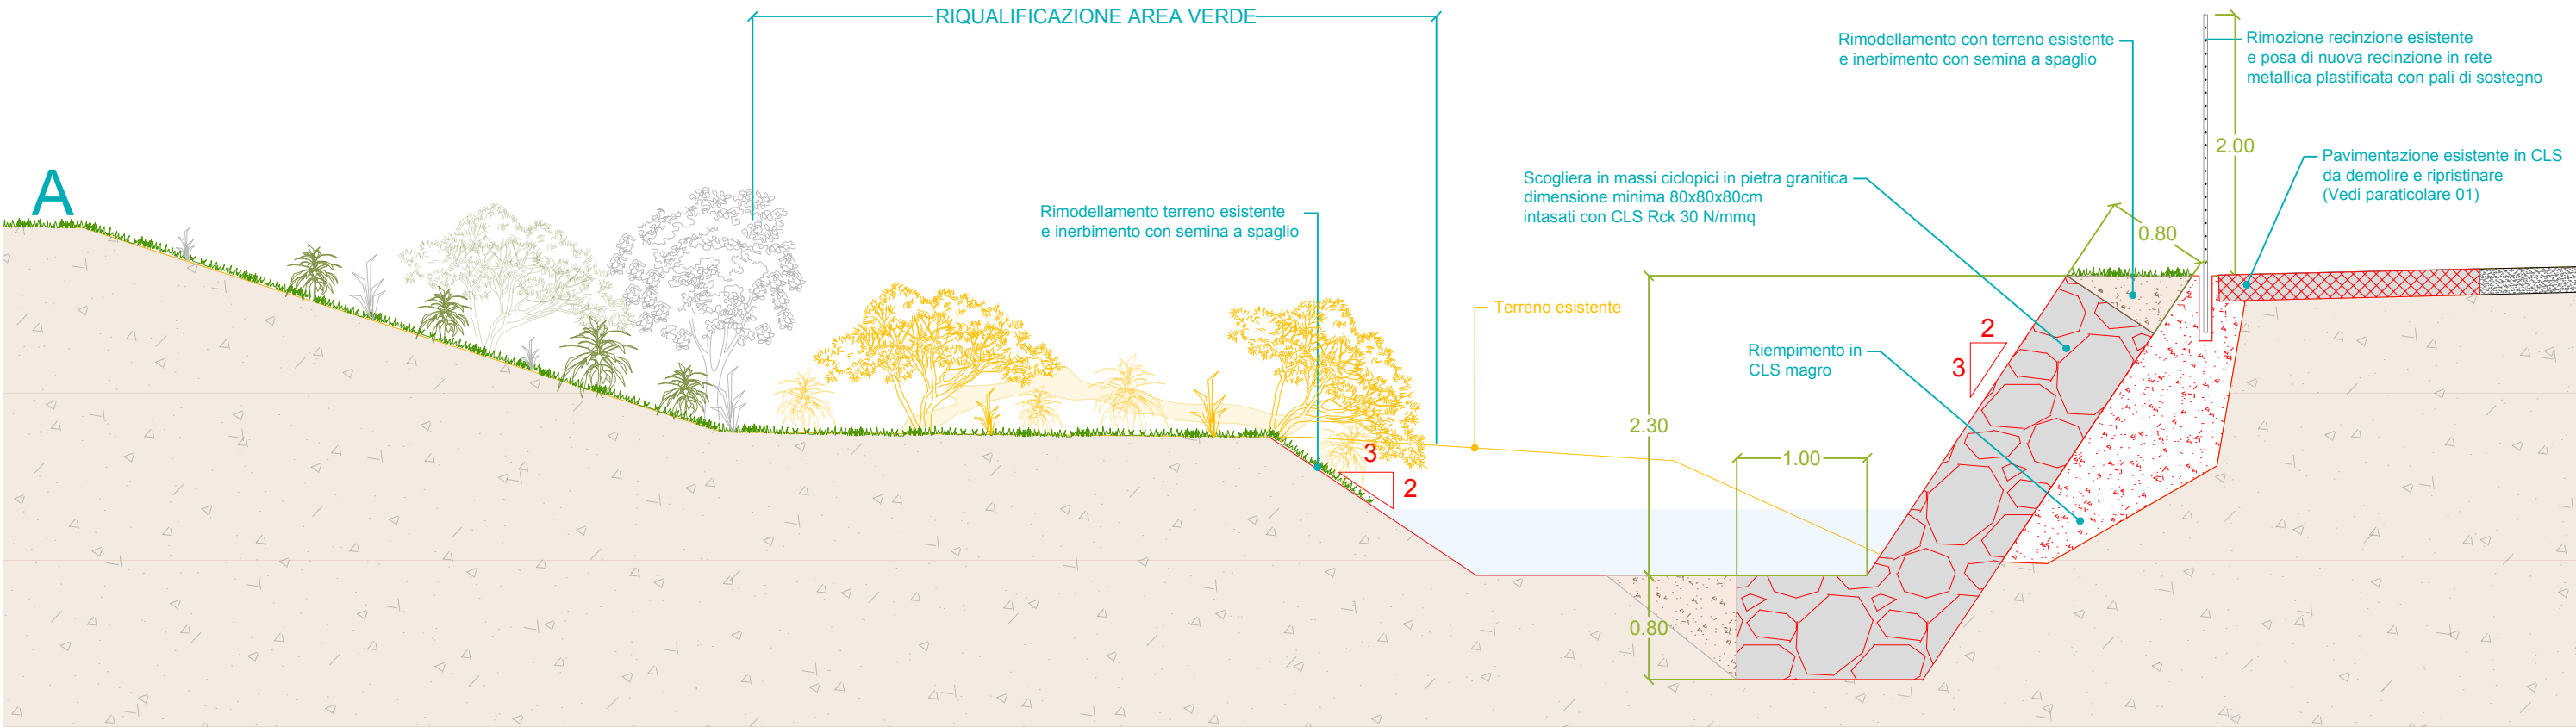 RIQUALIFICAZIONE AREA VERDE
A
Rimodellamento terreno esistente
e inerbimento con semina a spaglio
3
2
Terreno esistente
Scogliera in massi ciclopici in pietra granitica
dimensione minima 80x80x80cm
intasati con CLS Rck 30 N/mmq
Riempimento in
CLS magro
2.30
1.00
0.80
2
3
Rimodellamento con terreno esistente
e inerbimento con semina a spaglio
0.80
2.00
Rimozione recinzione esistente
e posa di nuova recinzione in rete
metallica plastificata con pali di sostegno
Pavimentazione esistente in CLS
da demolire e ripristinare
(Vedi paraticolare 01)